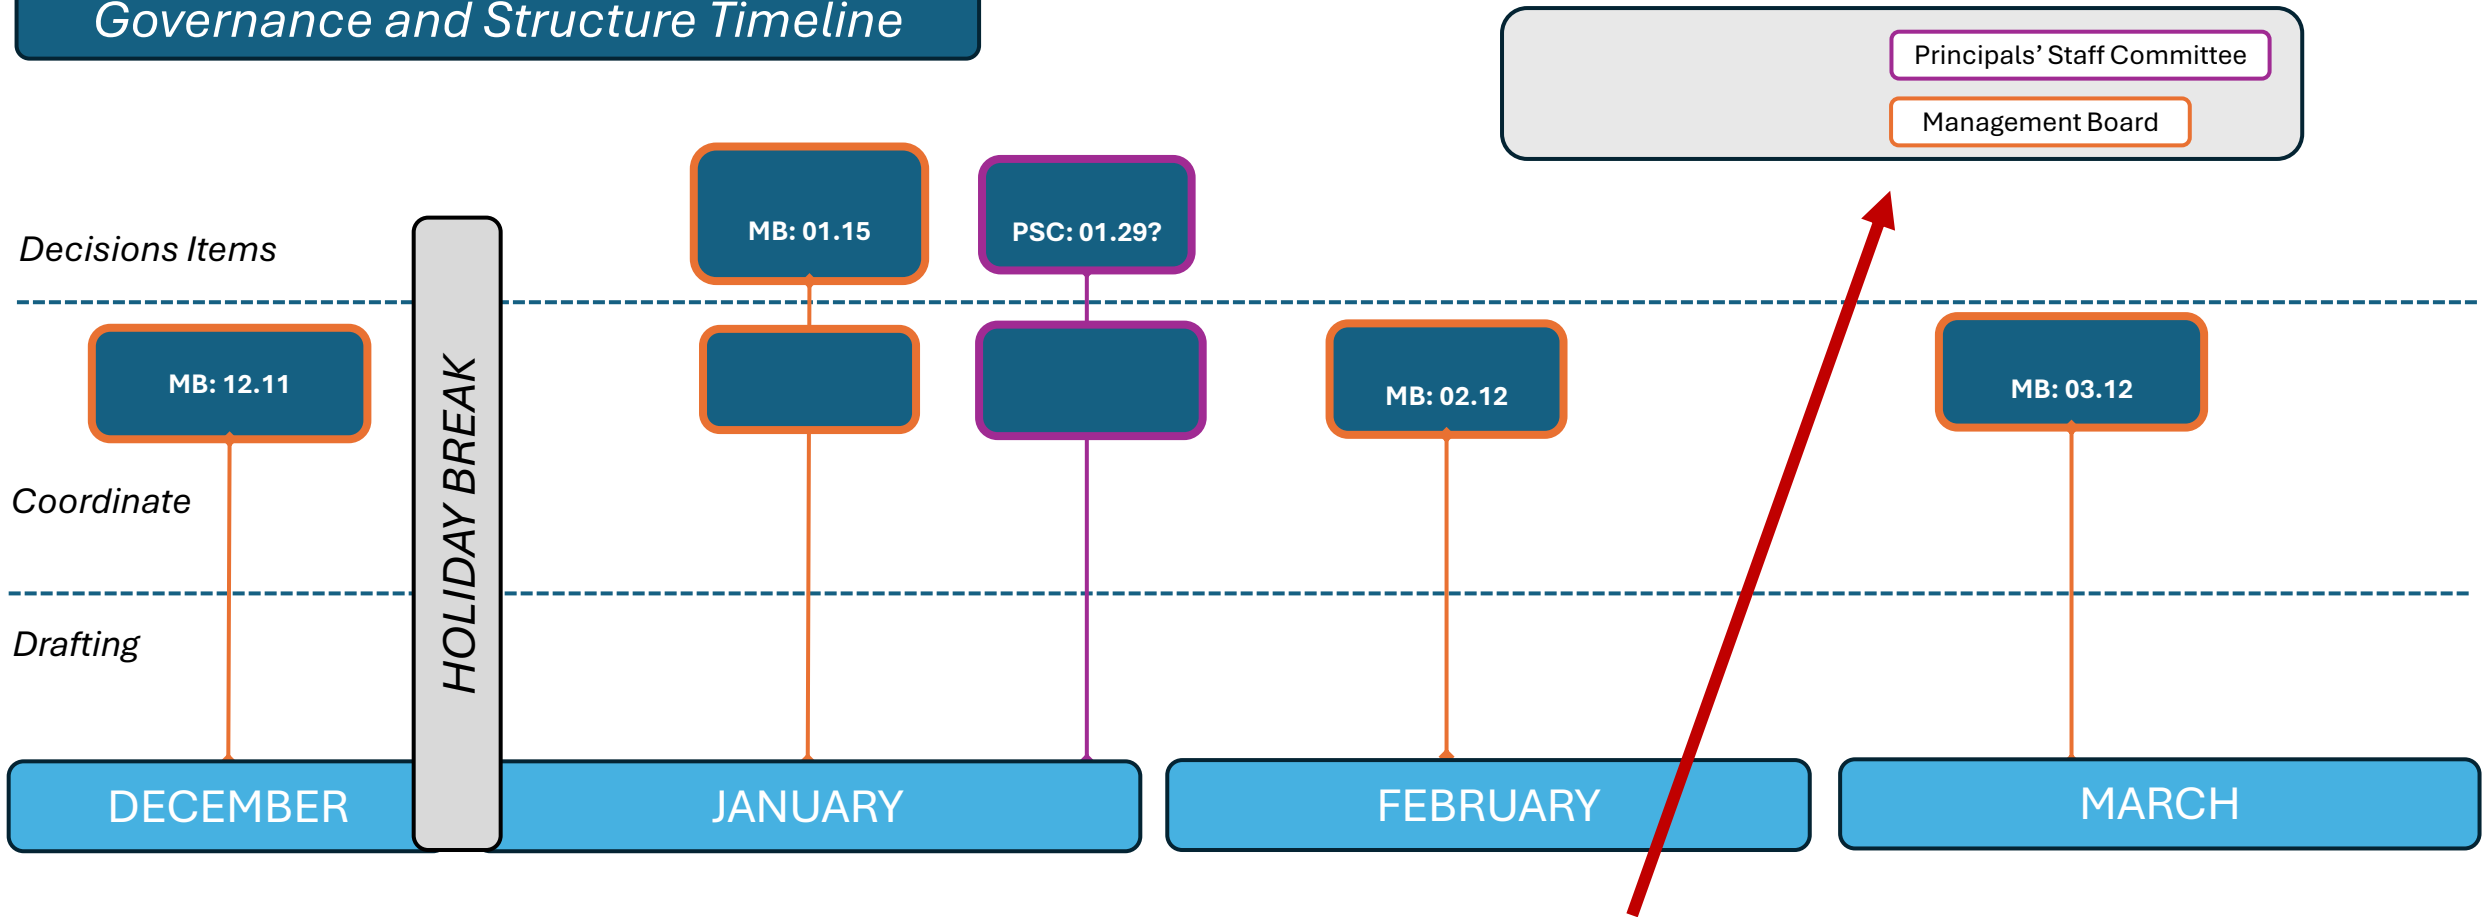 Governance and Structure Timeline
Principals' Staff Committee
Management Board
MB: 01.15
PSC: 01.29?
Decisions Items
MB: 12.11
MB: 02.12
MB: 03.12
HOLIDAY BREAK
Coordinate
Drafting
DECEMBER
JANUARY
FEBRUARY
MARCH